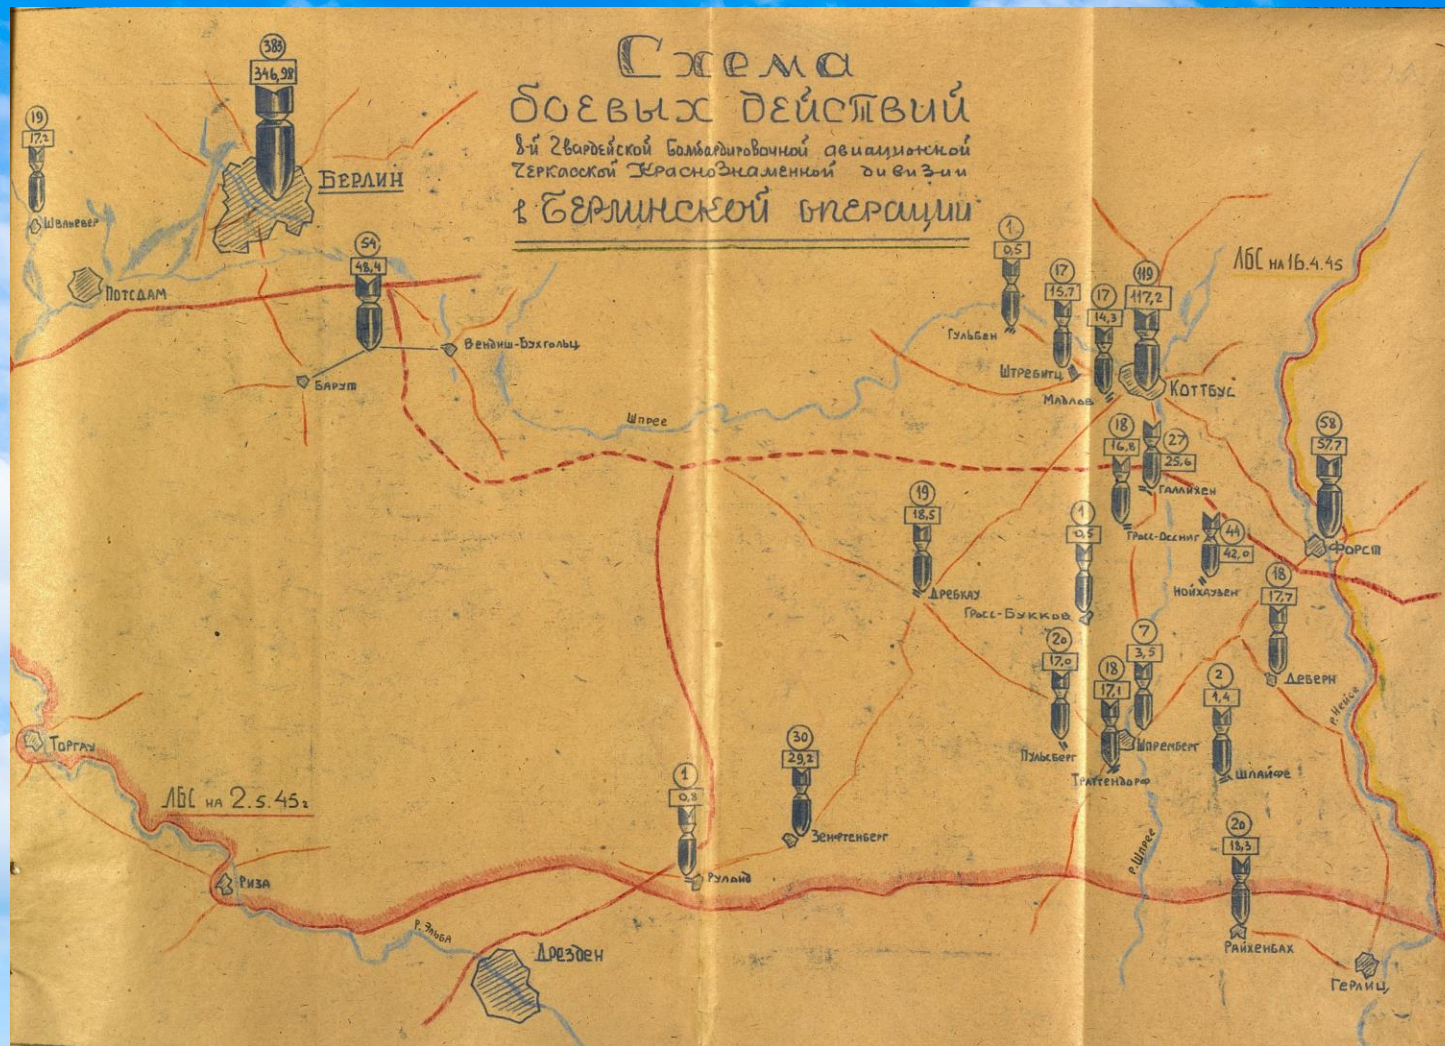 Схема
боевых действий
8-й Гвардейской Бомбардировочной авиационной
Черкасской Краснознаменной дивизии
в Берлинской операции
383
346,98
БЕРЛИН
19
17,2
Потсдам
54
48,4
Вендиш-Бухгольц
Барут
Шпрее
ЛБС на 16.4.45
1
0,5
Гульбен
17
15,7
Штребитц
17
14,3
Мадлов
119
117,2
Коттбус
18
16,8
Гросс-Оссниг
27
25,6
Галлихен
58
57,7
Форст
44
42,0
Нойхаузен
19
18,5
Дребкау
1
0,5
Гросс-Букков
18
17,7
Деберн
20
17,0
Пульсберг
18
17,1
Траттендорф
7
3,5
Шпремберг
2
1,4
Шлайфе
р. Нейсе
Торгау
ЛБС на 2.5.45г
30
29,2
Зенфтенберг
1
0,8
Руланд
20
18,3
Райхенбах
р. Шпрее
Риза
р. Эльба
Дрезден
Герлиц